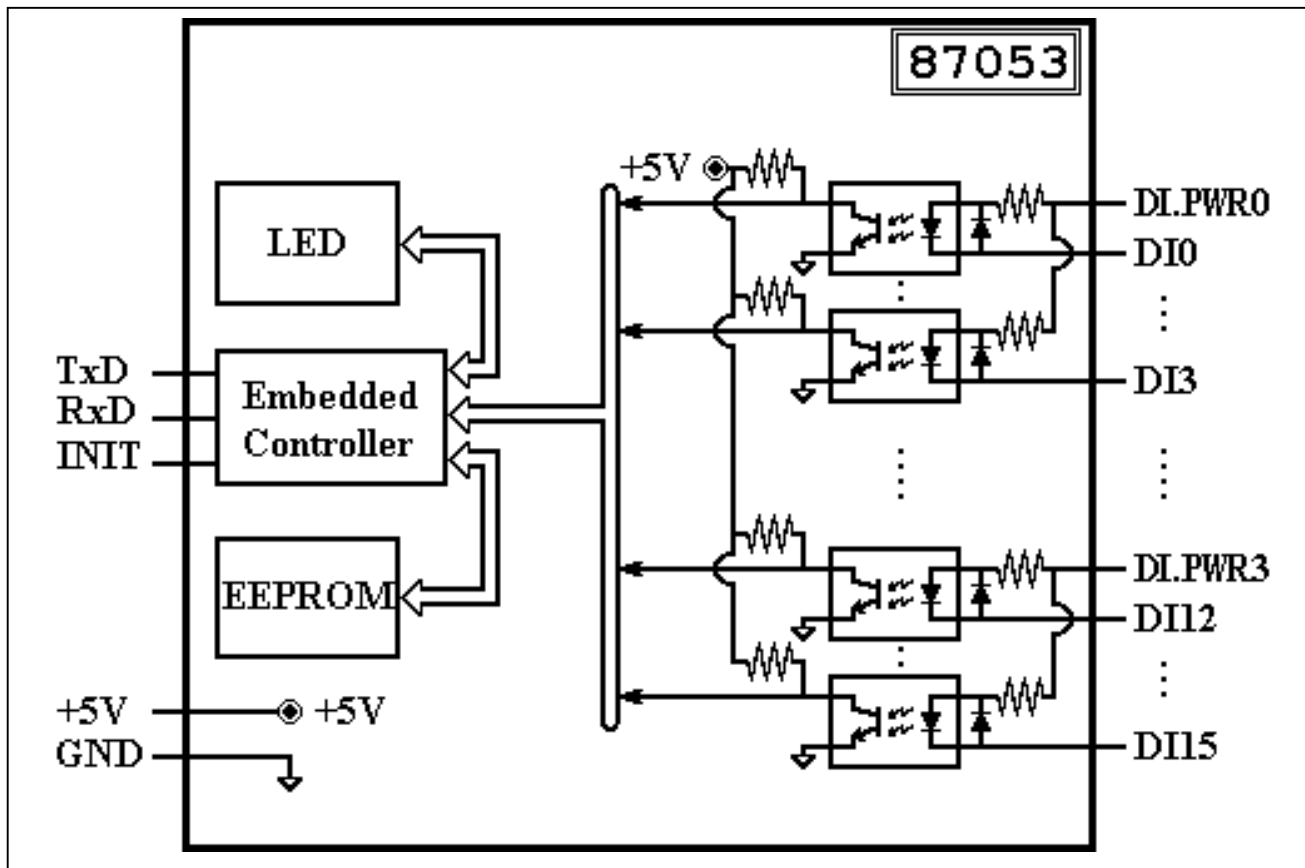 87053
+5V
DI.PWR0
LED
DI0
TxD
Embedded
Controller
DI3
RxD
INIT
DI.PWR3
EEPROM
DI12
+5V
+5V
GND
DI15